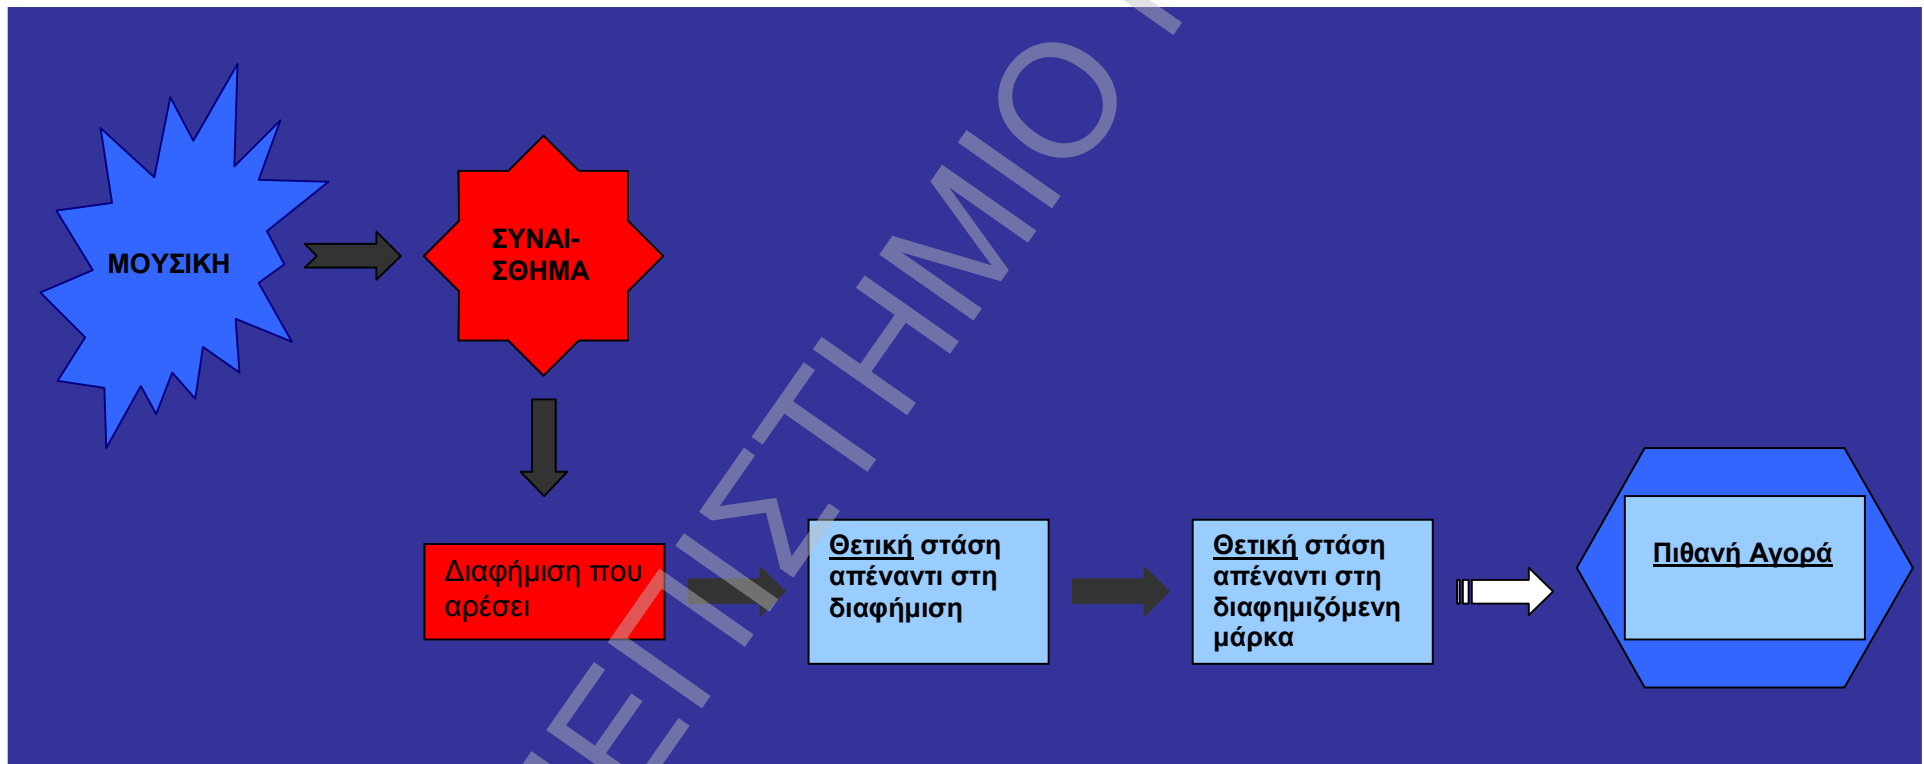 ΜΟΥΣΙΚΗ
ΣΥΝΑΙ-
ΣΘΗΜΑ
Διαφήμιση που
αρέσει
Θετική στάση
απέναντι στη
διαφήμιση
Θετική στάση
απέναντι στη
διαφημιζόμενη
μάρκα
Πιθανή Αγορά
ΕΠΙΣΤΗΜΙΟ